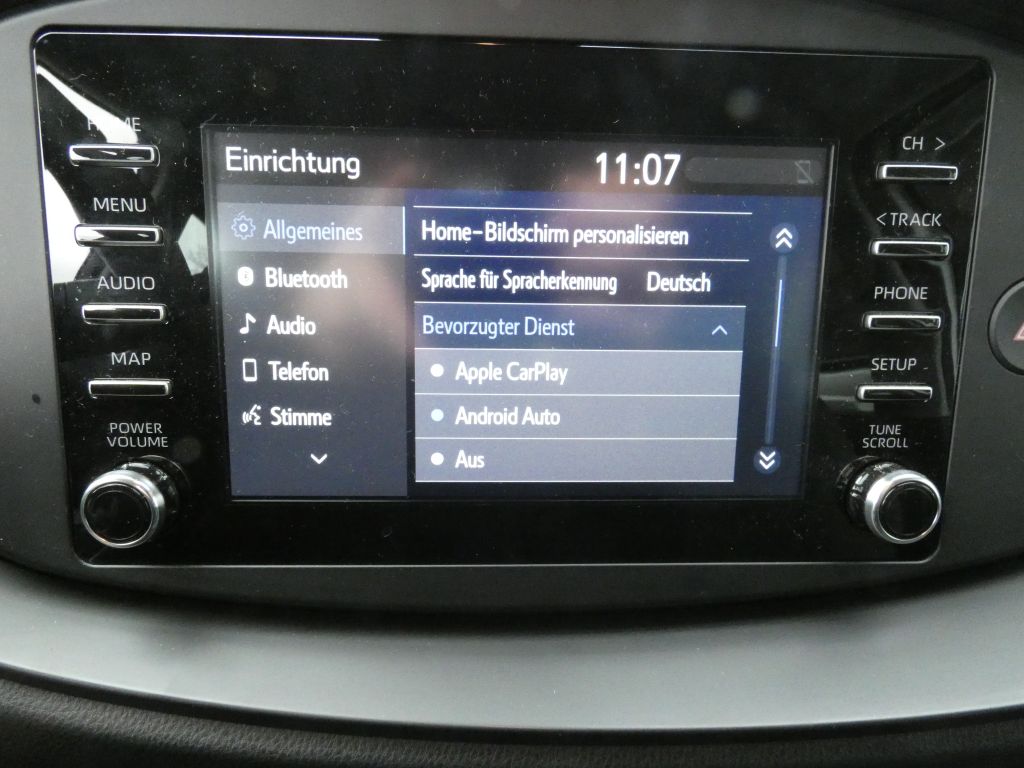 HOME
MENU
AUDIO
MAP
POWER
VOLUME
Einrichtung
11:07
Allgemeines
Bluetooth
Audio
Telefon
Stimme
Home-Bildschirm personalisieren
Sprache für Spracherkennung Deutsch
Bevorzugter Dienst
Apple CarPlay
Android Auto
Aus
CH >
< TRACK
PHONE
SETUP
TUNE
SCROLL